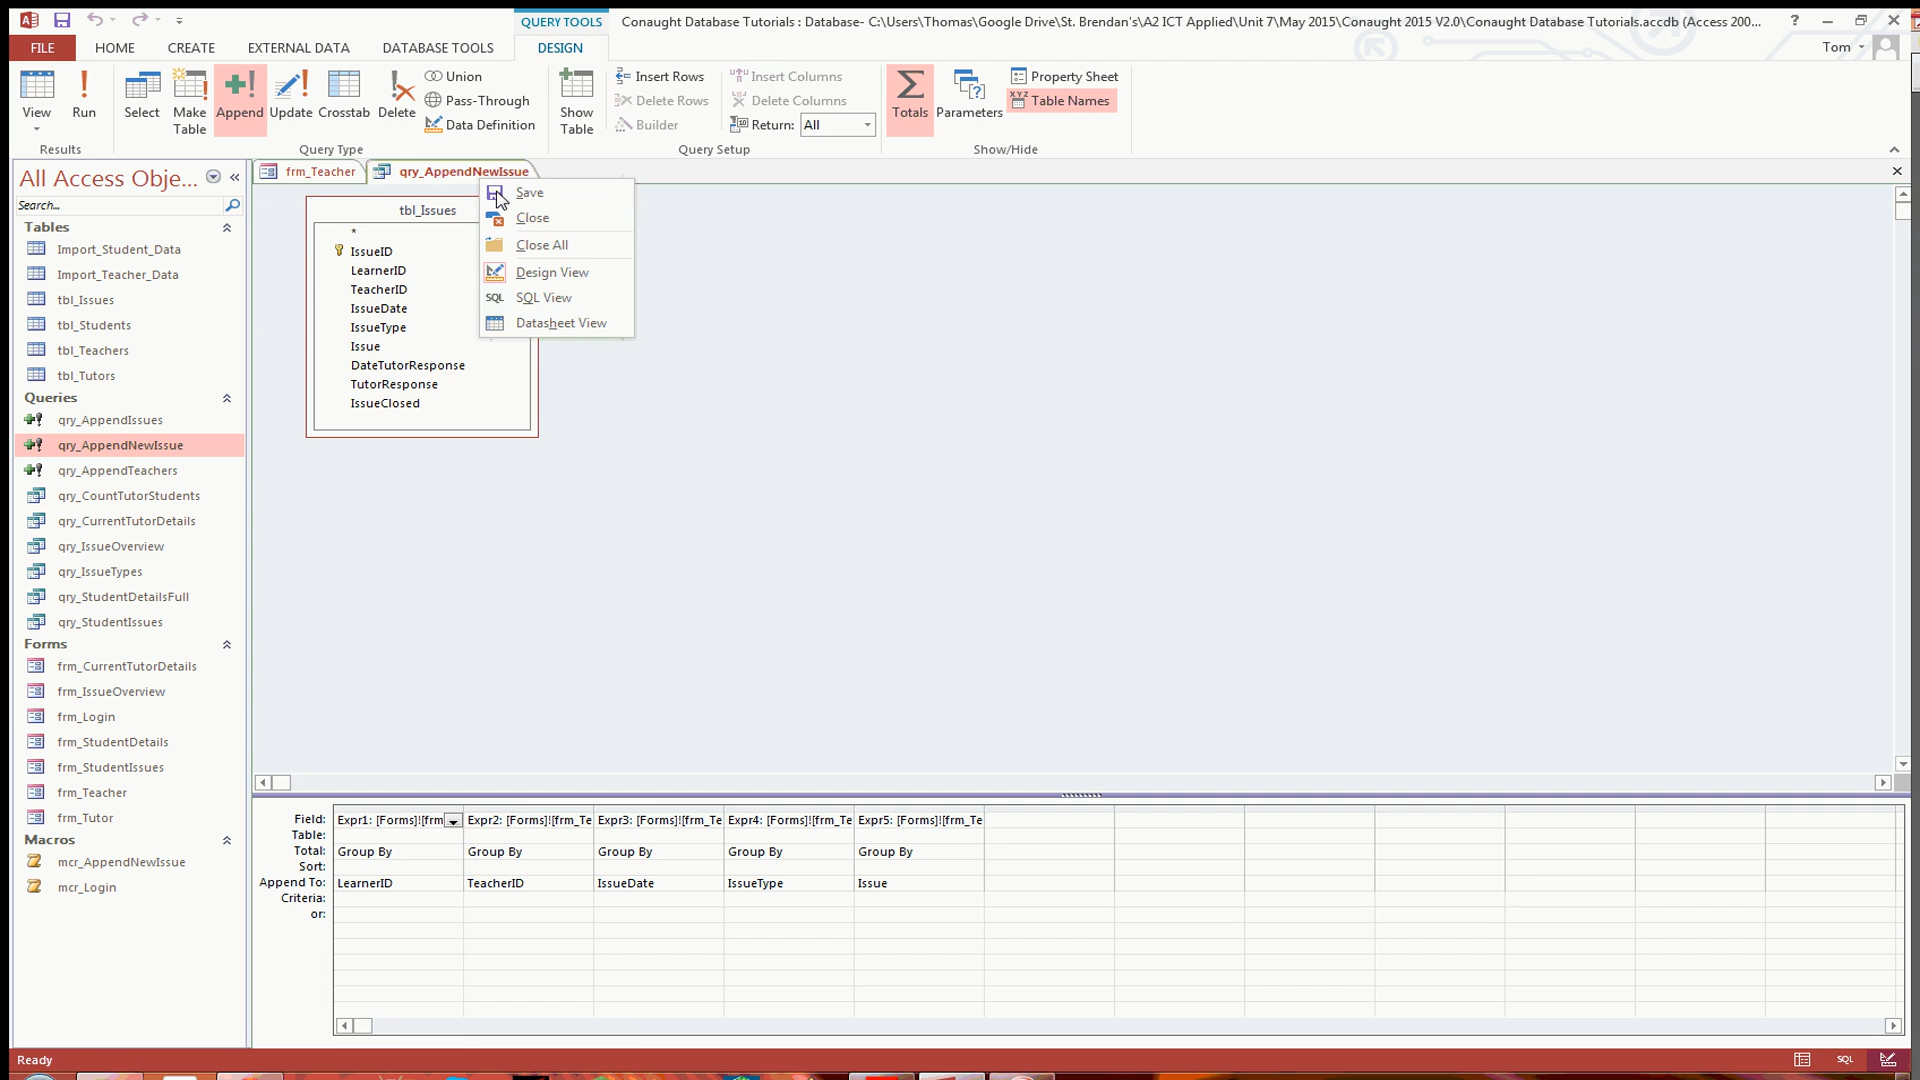 QUERY TOOLS
Conaught Database Tutorials : Database- C:\Users\Thomas\Google Drive\St. Brendan's\A2 ICT Applied\Unit 7\May 2015\Conaught 2015 V2.0\Conaught Database Tutorials.accdb (Access 200...
?
FILE HOME CREATE EXTERNAL DATA DATABASE TOOLS DESIGN
Tom
View Run Select Make Table Append Update Crosstab Delete
Union
Pass-Through
Data Definition
Show Table
Insert Rows
Delete Rows
Builder
Insert Columns
Delete Columns
Return: All
Totals Parameters
Property Sheet
Table Names
Results Query Type Query Setup Show/Hide
All Access Obje...
Search...
Tables
Import_Student_Data
Import_Teacher_Data
tbl_Issues
tbl_Students
tbl_Teachers
tbl_Tutors
Queries
qry_AppendIssues
qry_AppendNewIssue
qry_AppendTeachers
qry_CountTutorStudents
qry_CurrentTutorDetails
qry_IssueOverview
qry_IssueTypes
qry_StudentDetailsFull
qry_StudentIssues
Forms
frm_CurrentTutorDetails
frm_IssueOverview
frm_Login
frm_StudentDetails
frm_StudentIssues
frm_Teacher
frm_Tutor
Macros
mcr_AppendNewIssue
mcr_Login
frm_Teacher qry_AppendNewIssue
tbl_Issues
*
IssueID
LearnerID
TeacherID
IssueDate
IssueType
Issue
DateTutorResponse
TutorResponse
IssueClosed
Save
Close
Close All
Design View
SQL SQL View
Datasheet View
Field: Expr1: [Forms]![frm Expr2: [Forms]![frm_Te Expr3: [Forms]![frm_Te Expr4: [Forms]![frm_Te Expr5: [Forms]![frm_Te
Table:
Total: Group By Group By Group By Group By Group By
Sort:
Append To: LearnerID TeacherID IssueDate IssueType Issue
Criteria:
or:
Ready
SQL